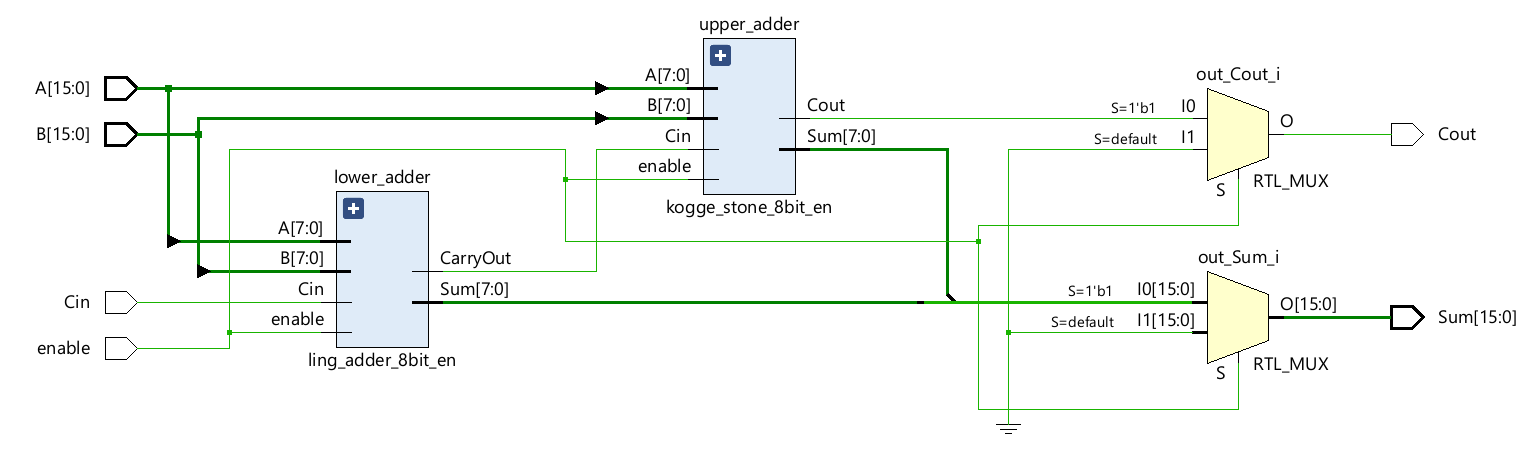 upper_adder
A[7:0]
B[7:0]
Cin
enable
Cout
Sum[7:0]
kogge_stone_8bit_en
A[15:0]
B[15:0]
Cin
enable
lower_adder
A[7:0]
B[7:0]
Cin
enable
CarryOut
Sum[7:0]
ling_adder_8bit_en
out_Cout_i
S=1'b1 I0
S=default I1
O
S
RTL_MUX
Cout
out_Sum_i
S=1'b1 I0[15:0]
S=default I1[15:0]
O[15:0]
S
RTL_MUX
Sum[15:0]